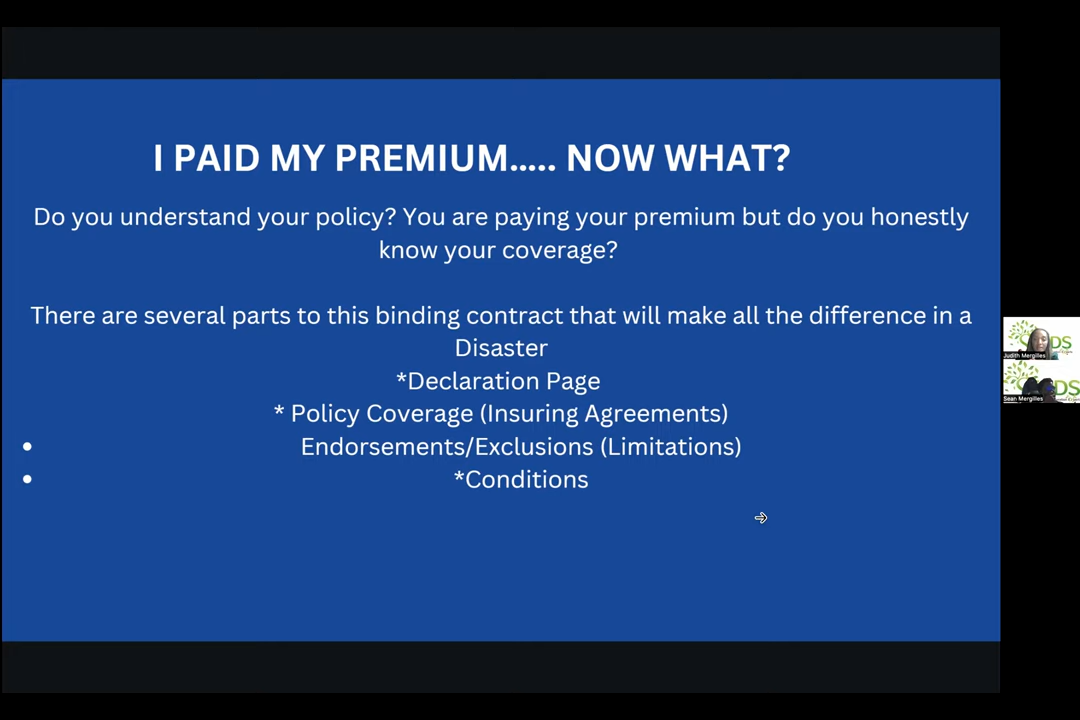 I PAID MY PREMIUM..... NOW WHAT?
Do you understand your policy? You are paying your premium but do you honestly
know your coverage?
There are several parts to this binding contract that will make all the difference in a
Disaster
*Declaration Page
* Policy Coverage (Insuring Agreements)
• Endorsements/Exclusions (Limitations)
• *Conditions
DS
Judith Mergilles
DS
Sean Mergilles